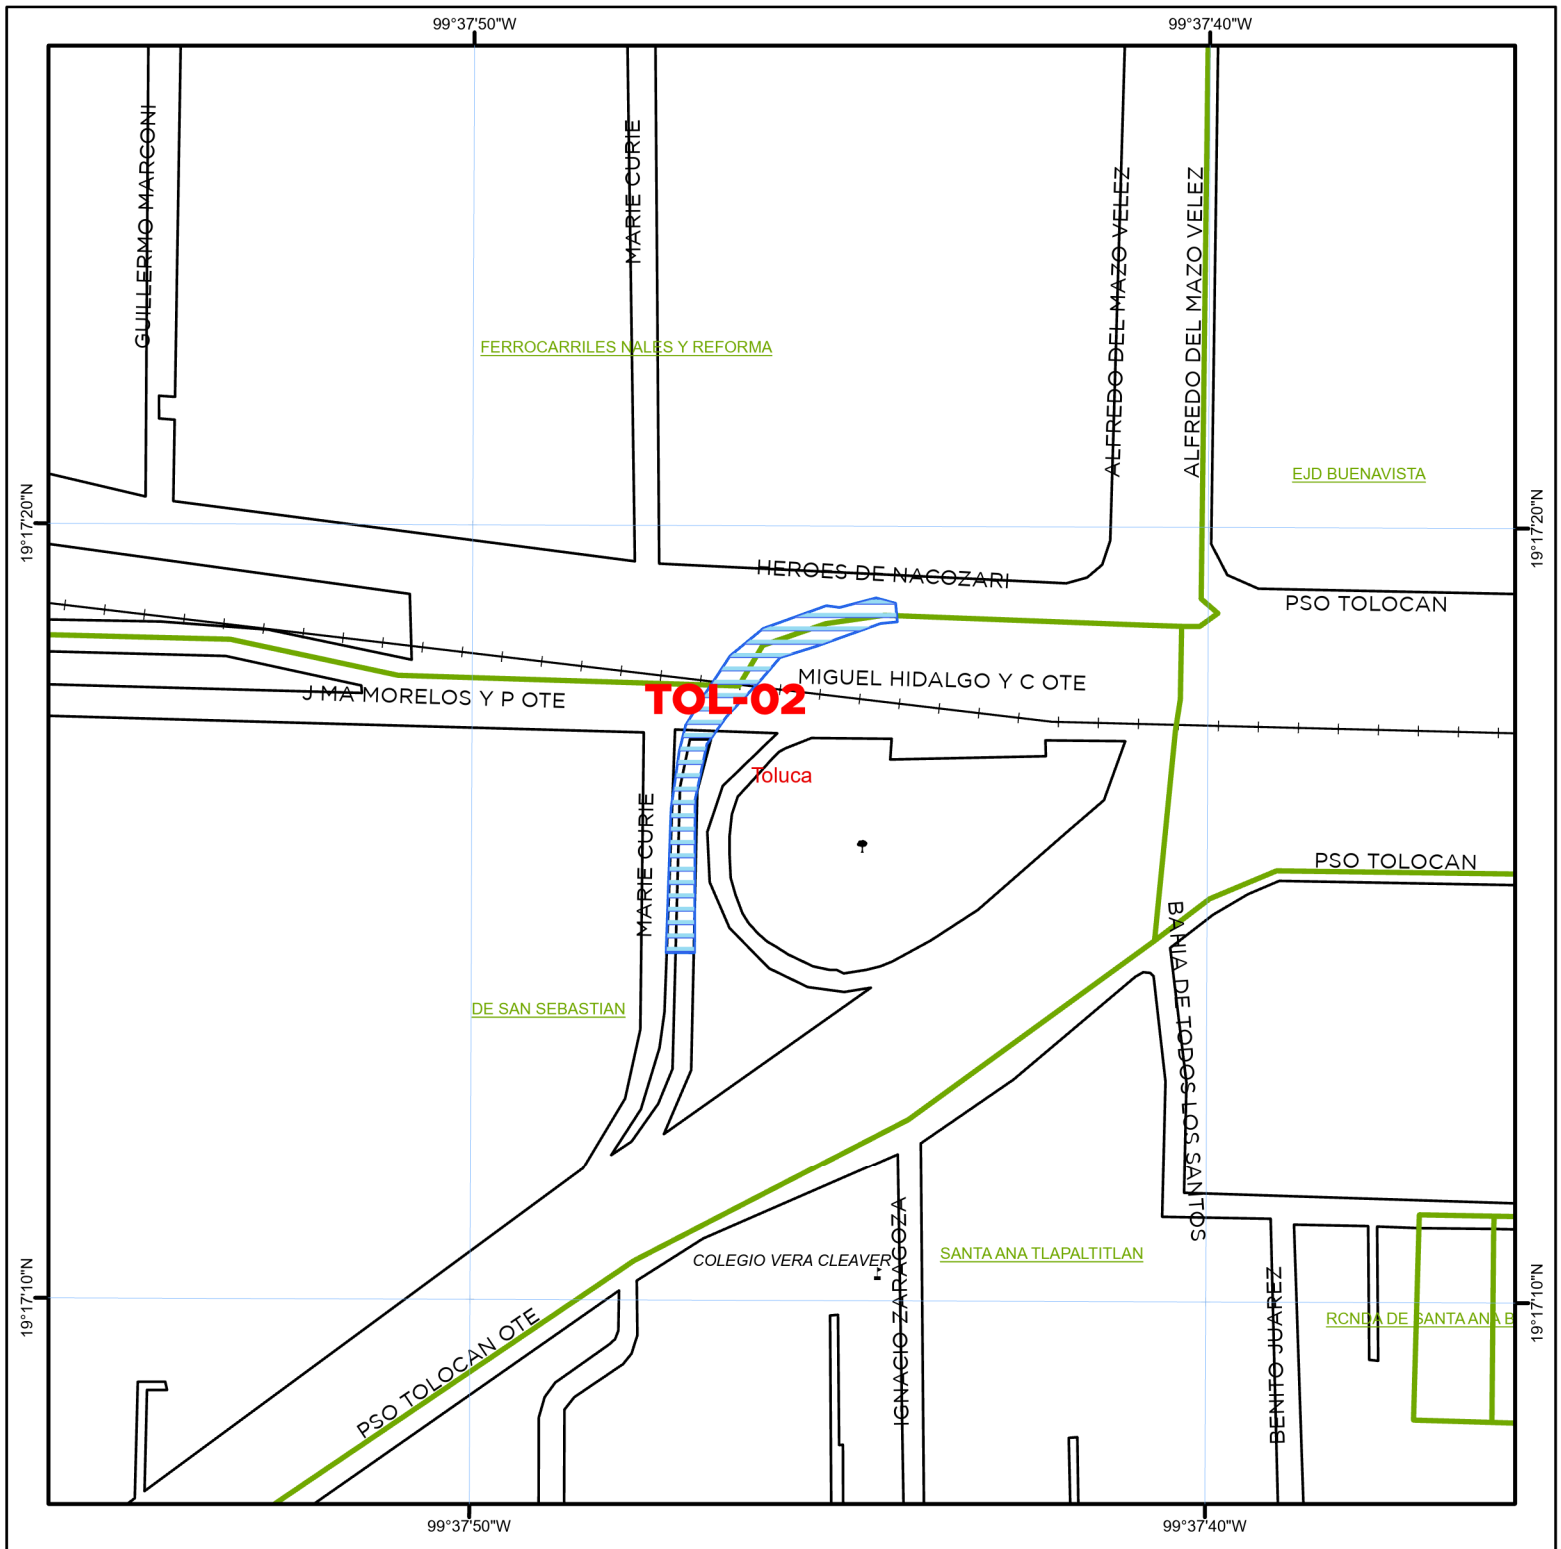 99°37'50"W
99°37'40"W
GUILLERMO MARCONI
MARIE CURIE
ALFREDO DEL MAZO VELEZ
ALFREDO DEL MAZO VELEZ
FERROCARRILES NALES Y REFORMA
EJD BUENAVISTA
19°17'20"N
19°17'20"N
HEROES DE NACOZARI
PSO TOLOCAN
MIGUEL HIDALGO Y C OTE
J MA MORELOS Y P OTE
TOL-02
Toluca
MARIE CURIE
PSO TOLOCAN
BAHIA DE TODOS LOS SANTOS
DE SAN SEBASTIAN
COLEGIO VERA CLEAVER
IGNACIO ZARAGOZA
SANTA ANA TLAPALTITLAN
BENITO JUAREZ
19°17'10"N
19°17'10"N
RCNDA DE SANTA ANA B
PSO TOLOCAN OTE
99°37'50"W
99°37'40"W